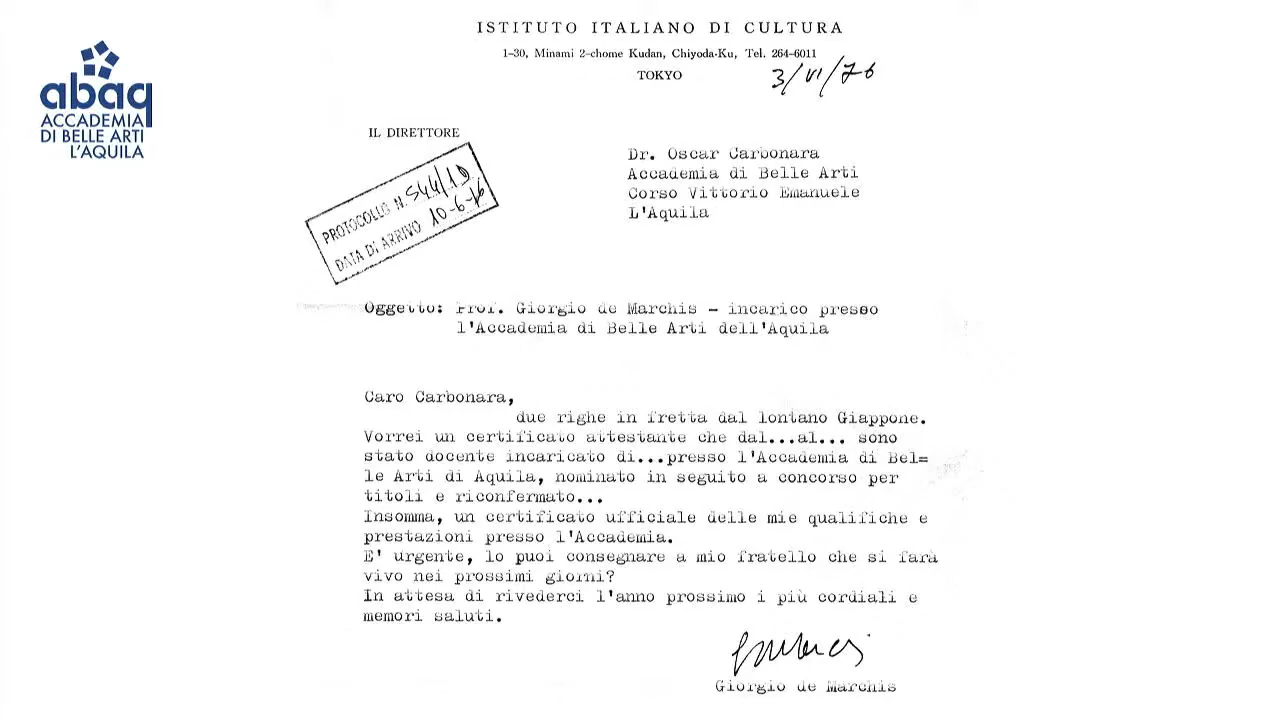 abaq
ACCADEMIA
DI BELLE ARTI
L'AQUILA
ISTITUTO ITALIANO DI CULTURA
1-30, Minami 2-chome Kudan, Chiyoda-Ku, Tel. 264-6011
TOKYO
3/VI/76
IL DIRETTORE
PROTOCOLLO N. 544/1D
DATA DI ARRIVO 10-6-76
Dr. Oscar Carbonara
Accademia di Belle Arti
Corso Vittorio Emanuele
L'Aquila
Oggetto: Prof. Giorgio de Marchis - incarico presso
l'Accademia di Belle Arti dell'Aquila
Caro Carbonara,
due righe in fretta dal lontano Giappone.
Vorrei un certificato attestante che dal...al... sono
stato docente incaricato di...presso l'Accademia di Bel=
le Arti di Aquila, nominato in seguito a concorso per
titoli e riconfermato...
Insomma, un certificato ufficiale delle mie qualifiche e
prestazioni presso l'Accademia.
E' urgente, lo puoi consegnare a mio fratello che si farà
vivo nei prossimi giorni?
In attesa di rivederci l'anno prossimo i più cordiali e
memori saluti.
Giorgio de Marchis